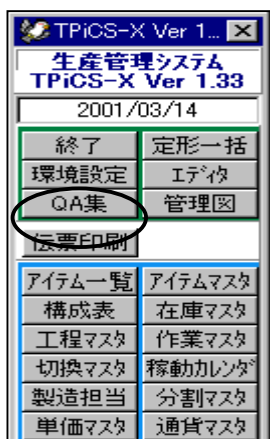 TPiCS-X Ver 1...
生産管理システム
TPiCS-X Ver 1.33
2001/03/14
終了 定形一括
環境設定 エディタ
QA集 管理図
伝票印刷
アイテム一覧 アイテムマスタ
構成表 在庫マスタ
工程マスタ 作業マスタ
切換マスタ 稼動カレンダ
製造担当 分割マスタ
単価マスタ 通貨マスタ